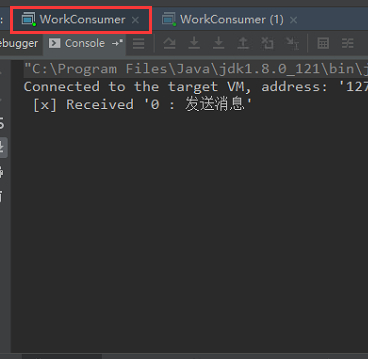 WorkConsumer × WorkConsumer (1) ×
ebugger Console
"C:\Program Files\Java\jdk1.8.0_121\bin\j
Connected to the target VM, address: '127
[x] Received '0 : 发送消息'